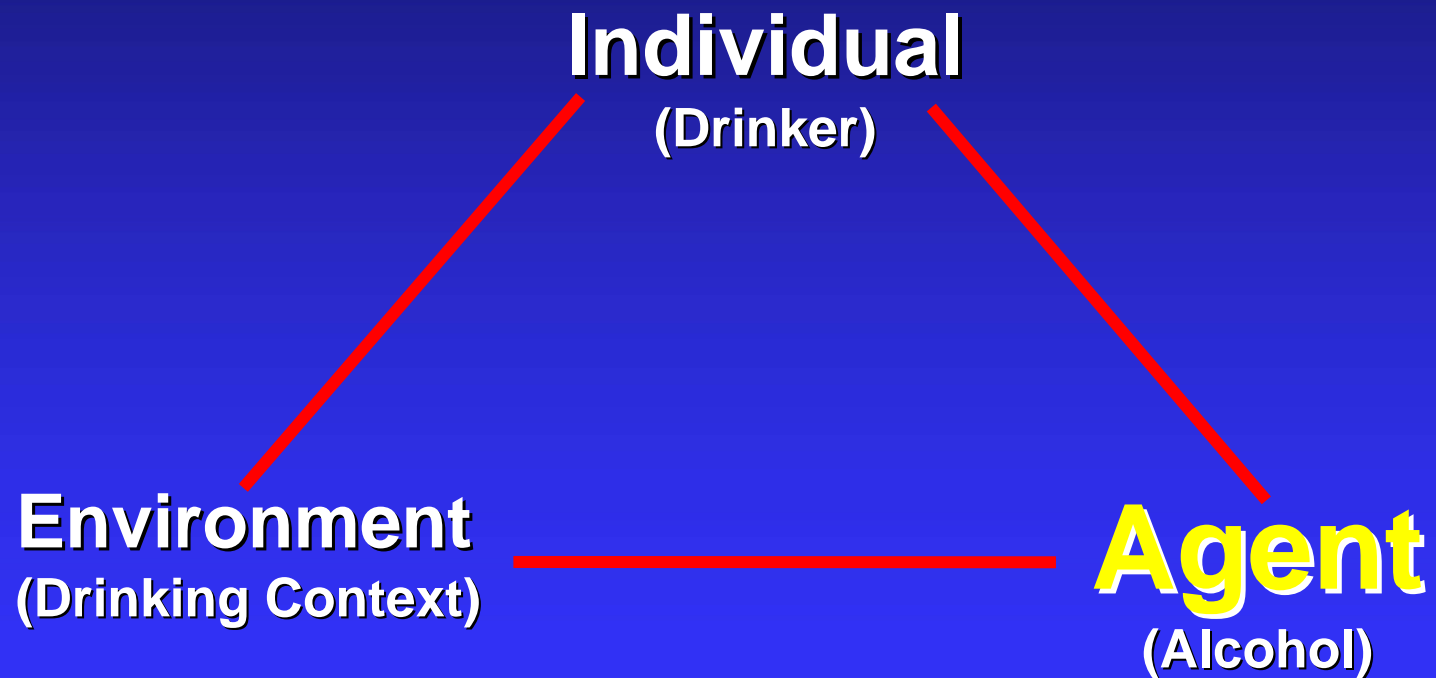 Individual
(Drinker)
Environment
(Drinking Context)
Agent
(Alcohol)